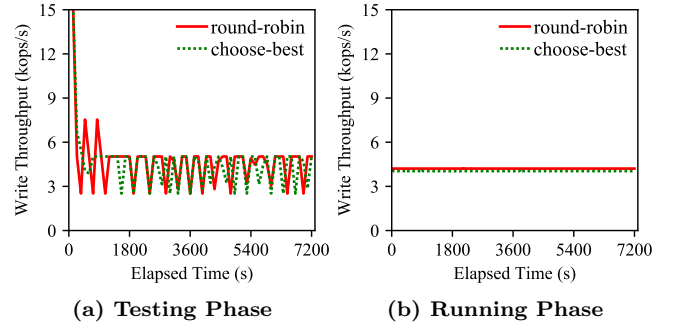 15
12
9
6
3
0
Write Throughput (kops/s)
round-robin
choose-best
0 1800 3600 5400 7200
Elapsed Time (s)
(a) Testing Phase
15
12
9
6
3
0
Write Throughput (kops/s)
round-robin
choose-best
0 1800 3600 5400 7200
Elapsed Time (s)
(b) Running Phase